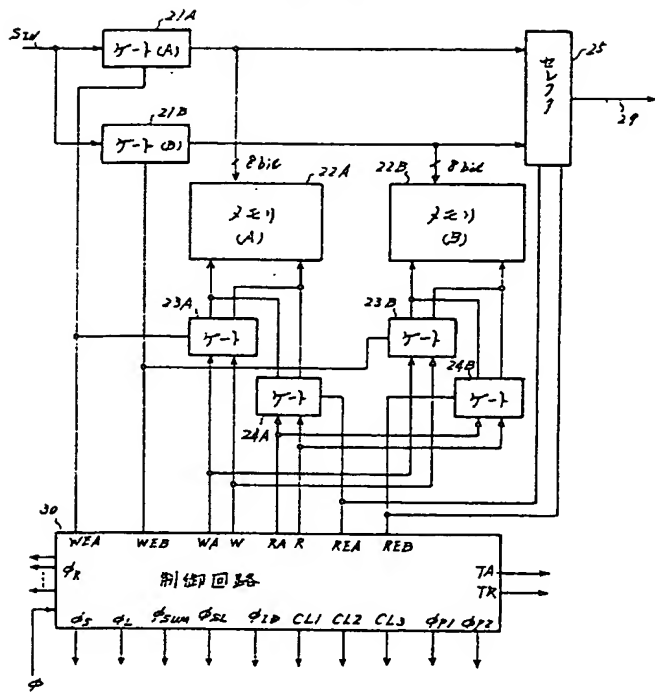 21A
SId
ゲート(A)
25
セレクタ
29
21B
ゲート(B)
8bit
22A
22B
8bit
メモリ
(A)
メモリ
(B)
23A
23B
ゲート
ゲート
24B
ゲート
ゲート
24A
30
WEA WEB WA W RA R REA REB
φR
制御回路
TA
TR
φS φL φSUM φSL φID CL1 CL2 CL3 φP1 φP2
φ